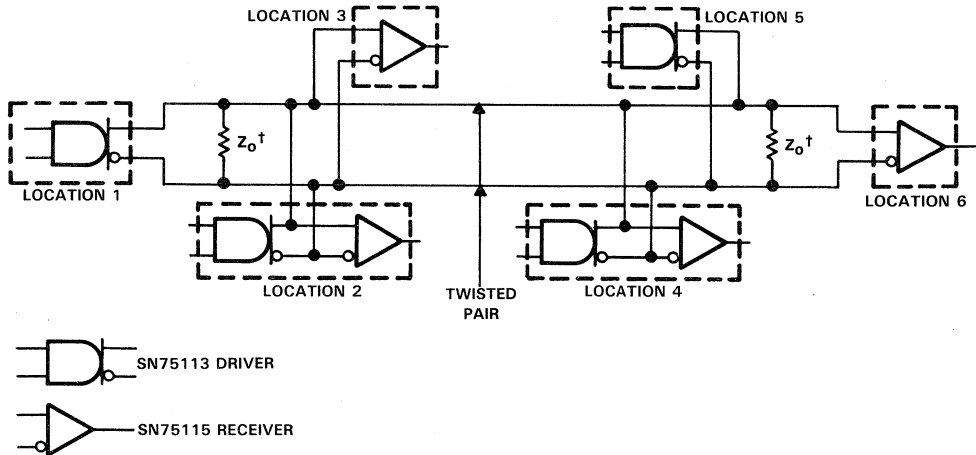 LOCATION 3
LOCATION 5
Z₀†
Z₀†
LOCATION 1
LOCATION 6
LOCATION 2
LOCATION 4
TWISTED
PAIR
SN75113 DRIVER
SN75115 RECEIVER